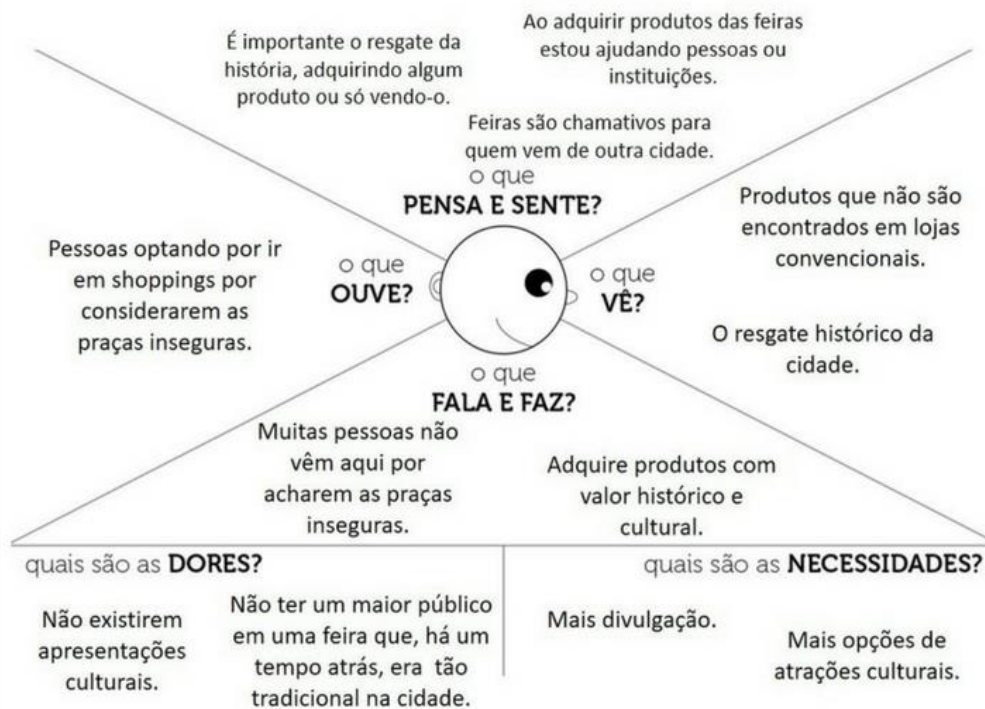 É importante o resgate da
história, adquirindo algum
produto ou só vendo-o.
Ao adquirir produtos das feiras
estou ajudando pessoas ou
instituições.
Feiras são chamativos para
quem vem de outra cidade.
o que
PENSA E SENTE?
Pessoas optando por ir
em shoppings por
considerarem as
praças inseguras.
o que
OUVE?
o que
VÊ?
Produtos que não são
encontrados em lojas
convencionais.
O resgate histórico da
cidade.
o que
FALA E FAZ?
Muitas pessoas não
vêm aqui por
acharem as praças
inseguras.
Adquire produtos com
valor histórico e
cultural.
quais são as DORES?
Não existirem
apresentações
culturais.
Não ter um maior público
em uma feira que, há um
tempo atrás, era tão
tradicional na cidade.
quais são as NECESSIDADES?
Mais divulgação.
Mais opções de
atrações culturais.